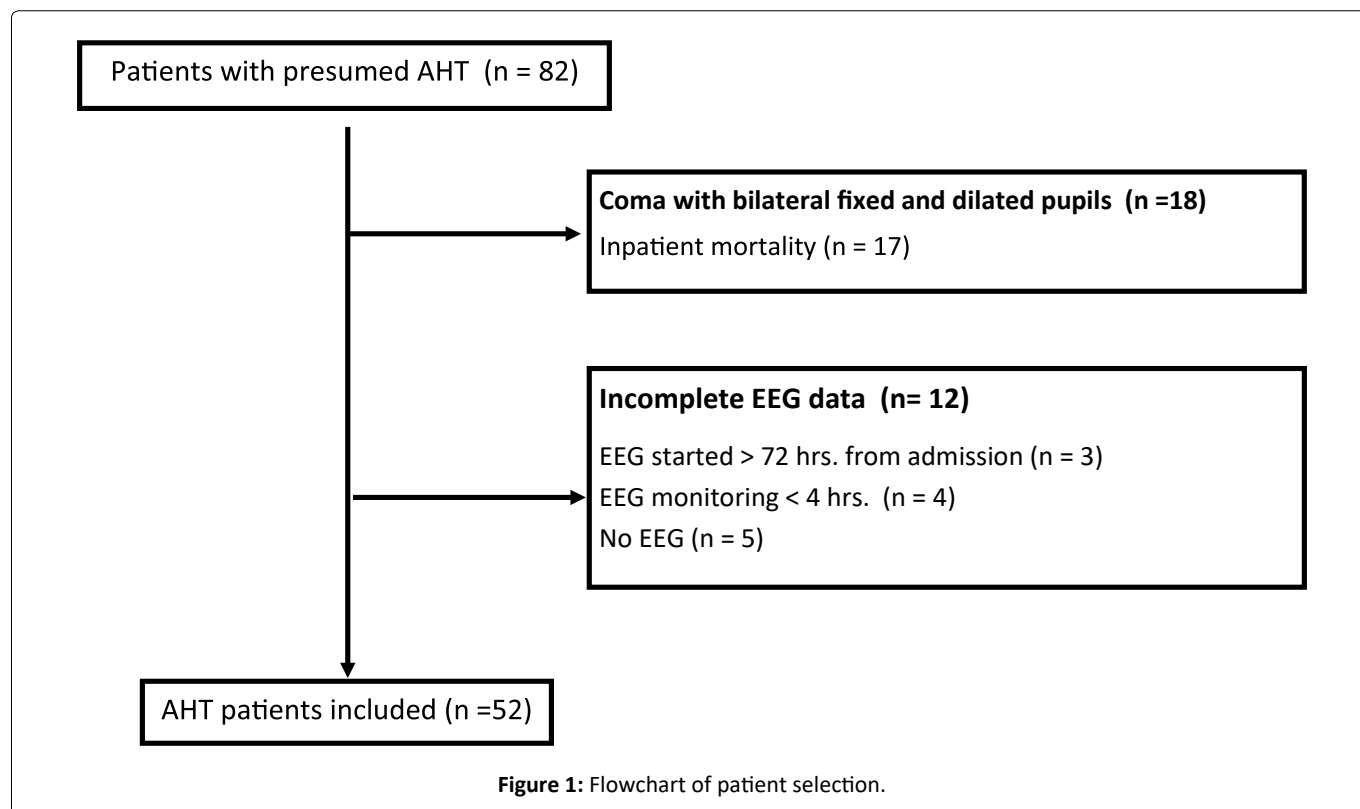 Patients with presumed AHT (n = 82)
Coma with bilateral fixed and dilated pupils (n =18)
Inpatient mortality (n = 17)
Incomplete EEG data (n= 12)
EEG started > 72 hrs. from admission (n = 3)
EEG monitoring < 4 hrs. (n = 4)
No EEG (n = 5)
AHT patients included (n =52)
Figure 1: Flowchart of patient selection.